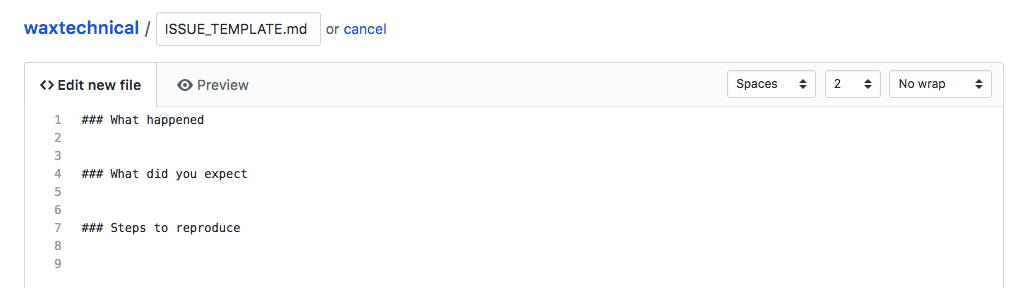 waxtechnical / ISSUE_TEMPLATE.md or cancel
<> Edit new file Preview Spaces 2 No wrap
1 ### What happened
2
3
4 ### What did you expect
5
6
7 ### Steps to reproduce
8
9